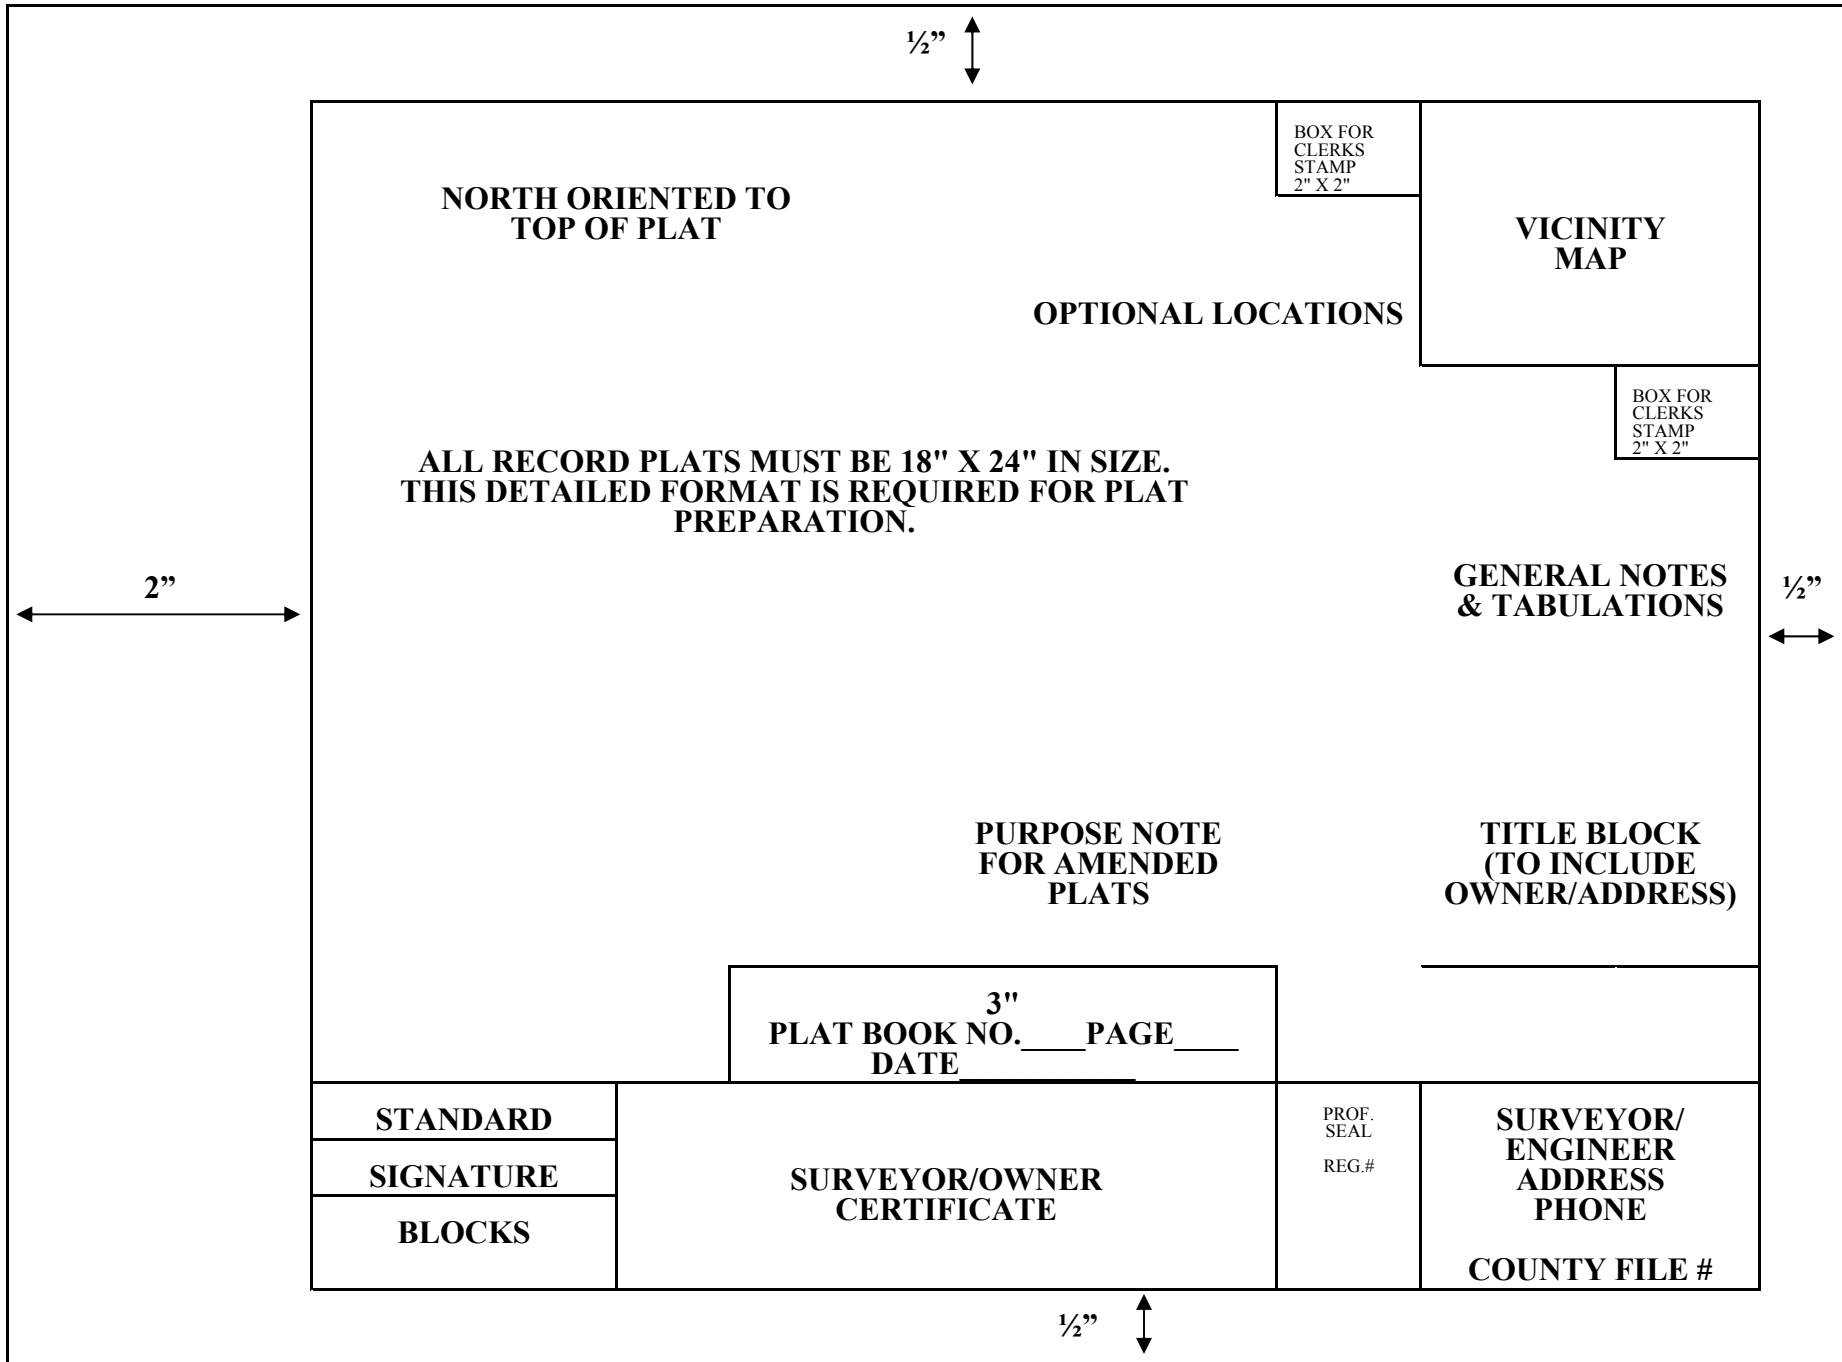 ½”
BOX FOR
CLERKS
STAMP
2" X 2"
NORTH ORIENTED TO
TOP OF PLAT
VICINITY
MAP
OPTIONAL LOCATIONS
BOX FOR
CLERKS
STAMP
2" X 2"
ALL RECORD PLATS MUST BE 18" X 24" IN SIZE.
THIS DETAILED FORMAT IS REQUIRED FOR PLAT
PREPARATION.
2”
GENERAL NOTES
& TABULATIONS
½”
PURPOSE NOTE
FOR AMENDED
PLATS
TITLE BLOCK
(TO INCLUDE
OWNER/ADDRESS)
3"
PLAT BOOK NO.____PAGE____
DATE___________
STANDARD
SIGNATURE
BLOCKS
SURVEYOR/OWNER
CERTIFICATE
PROF.
SEAL
REG.#
SURVEYOR/
ENGINEER
ADDRESS
PHONE
COUNTY FILE #
½”